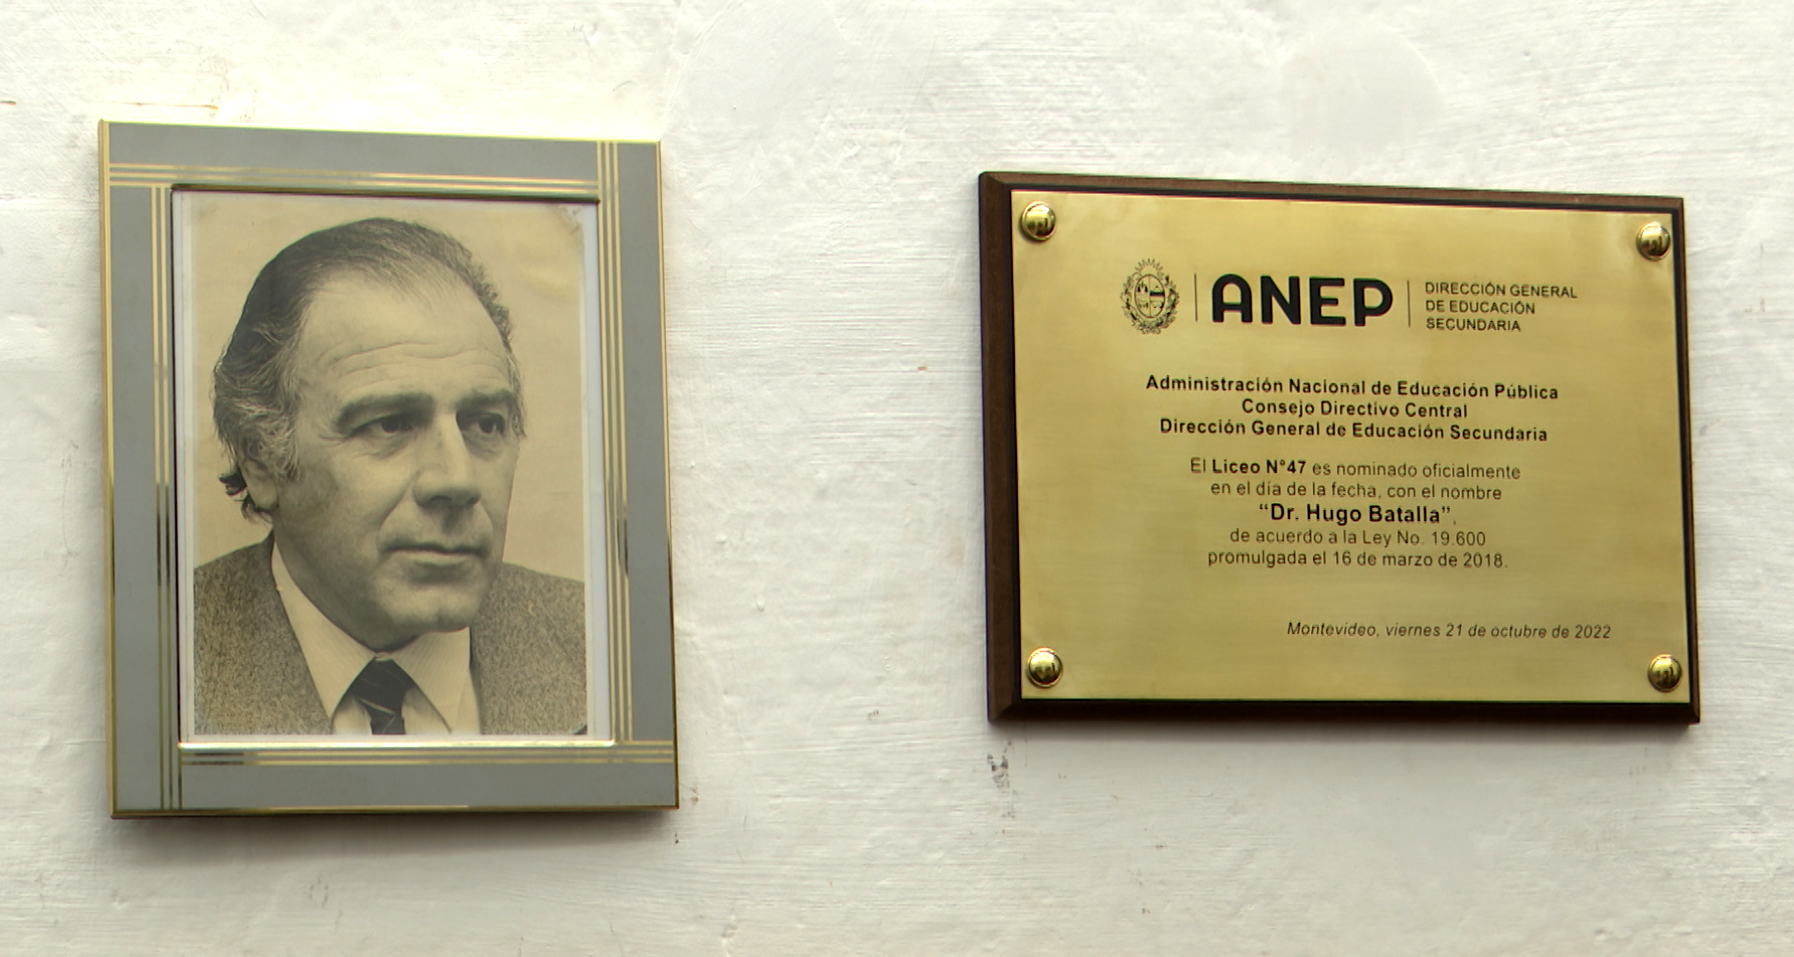 ANEP
DIRECCIÓN GENERAL
DE EDUCACIÓN
SECUNDARIA
Administración Nacional de Educación Pública
Consejo Directivo Central
Dirección General de Educación Secundaria
El Liceo N°47 es nominado oficialmente
en el día de la fecha, con el nombre
“Dr. Hugo Batalla”,
de acuerdo a la Ley No. 19.600
promulgada el 16 de marzo de 2018.
Montevideo, viernes 21 de octubre de 2022